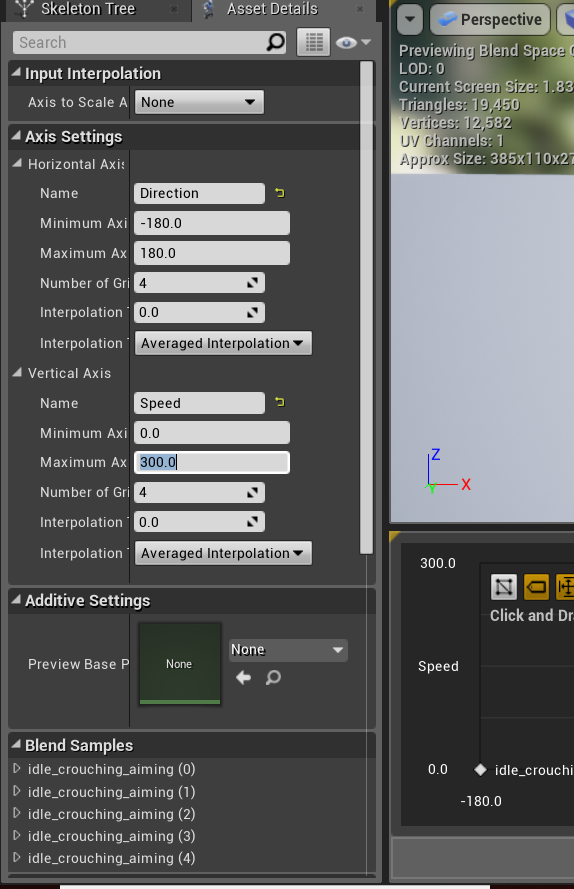 Skeleton Tree
Asset Details
Search
Input Interpolation
Axis to Scale A
None
Axis Settings
Horizontal Axis
Name
Direction
Minimum Axi
-180.0
Maximum Axi
180.0
Number of Gri
4
Interpolation
0.0
Interpolation
Averaged Interpolation
Vertical Axis
Name
Speed
Minimum Axi
0.0
Maximum Ax
300.0
Number of Gri
4
Interpolation
0.0
Interpolation
Averaged Interpolation
Additive Settings
Preview Base P
None
None
Blend Samples
idle_crouching_aiming (0)
idle_crouching_aiming (1)
idle_crouching_aiming (2)
idle_crouching_aiming (3)
idle_crouching_aiming (4)
Perspective
Previewing Blend Space
LOD: 0
Current Screen Size: 1.83
Triangles: 19,450
Vertices: 12,582
UV Channels: 1
Approx Size: 385x110x27
Z
X
Y
300.0
Click and Dr
Speed
0.0
idle_crouchi
-180.0